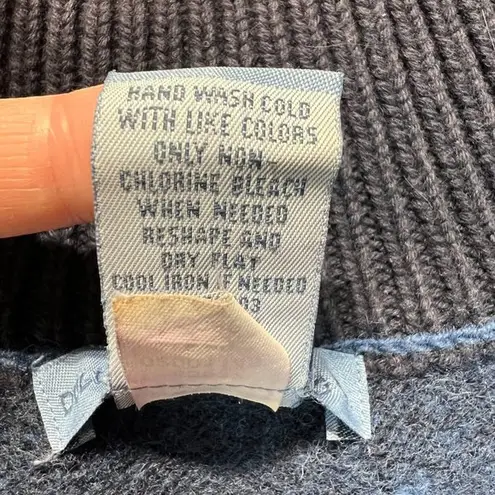 HAND WASH COLD
WITH LIKE COLORS
ONLY NON-
CHLORINE BLEACH
WHEN NEEDED
RESHAPE AND
DRY FLAT
COOL IRON IF NEEDED
03